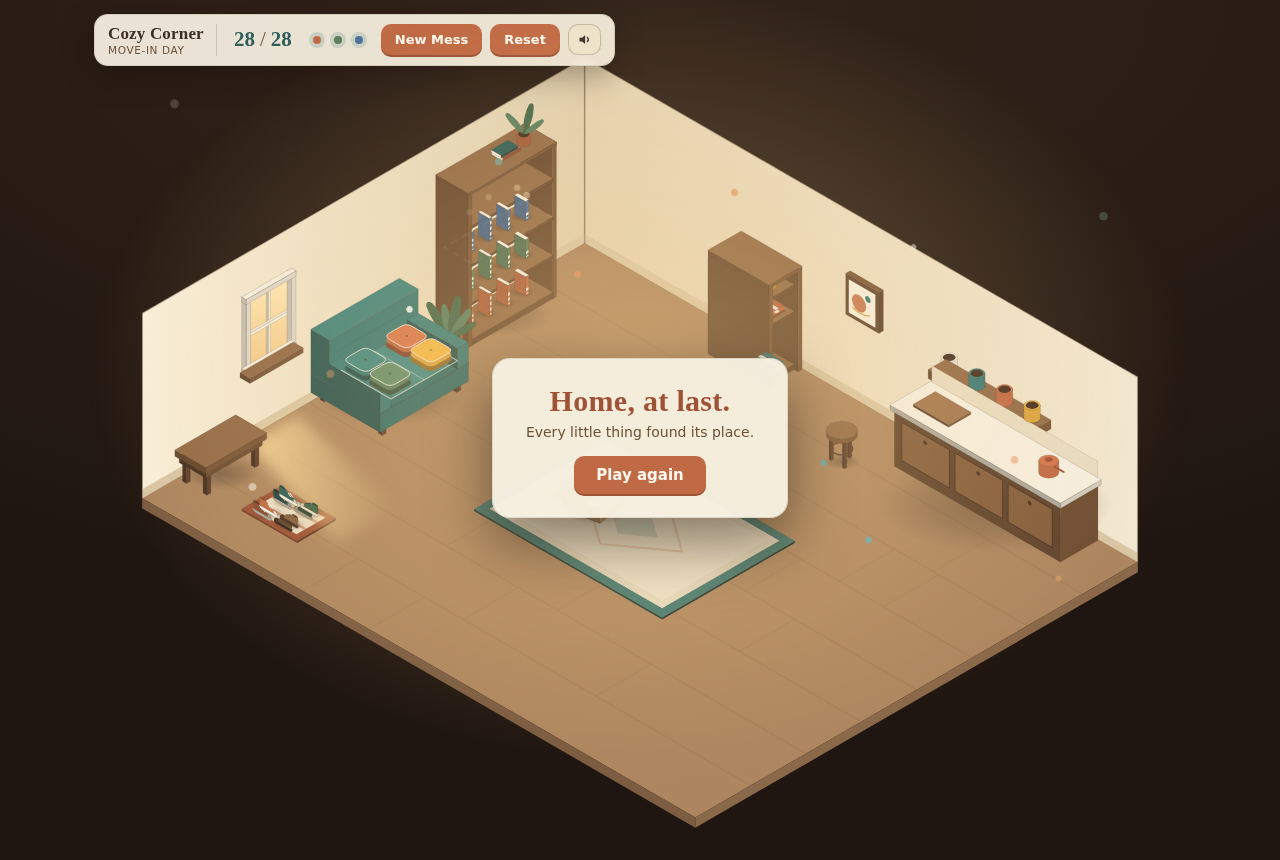 Cozy Corner
MOVE-IN DAY
28 / 28
New Mess
Reset
Home, at last.
Every little thing found its place.
Play again